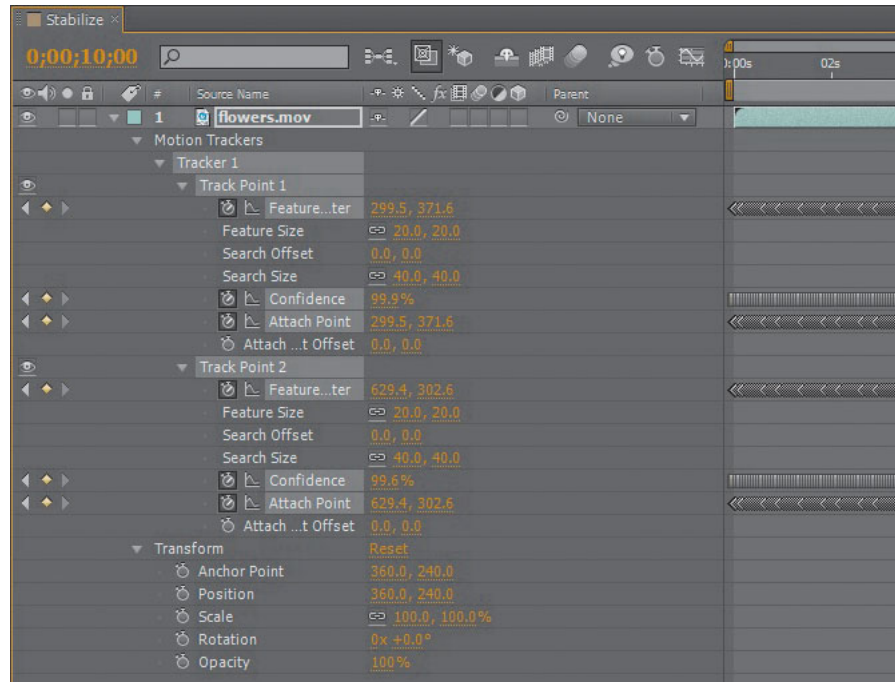 Stabilize ×
0;00;10;00
0:00s 02s
# Source Name fx Parent
1 flowers.mov None
Motion Trackers
Tracker 1
Track Point 1
Feature...ter 299.5, 371.6
Feature Size 20.0, 20.0
Search Offset 0.0, 0.0
Search Size 40.0, 40.0
Confidence 99.9%
Attach Point 299.5, 371.6
Attach ...t Offset 0.0, 0.0
Track Point 2
Feature...ter 629.4, 302.6
Feature Size 20.0, 20.0
Search Offset 0.0, 0.0
Search Size 40.0, 40.0
Confidence 99.6%
Attach Point 629.4, 302.6
Attach ...t Offset 0.0, 0.0
Transform Reset
Anchor Point 360.0, 240.0
Position 360.0, 240.0
Scale 100.0, 100.0%
Rotation 0x +0.0°
Opacity 100%